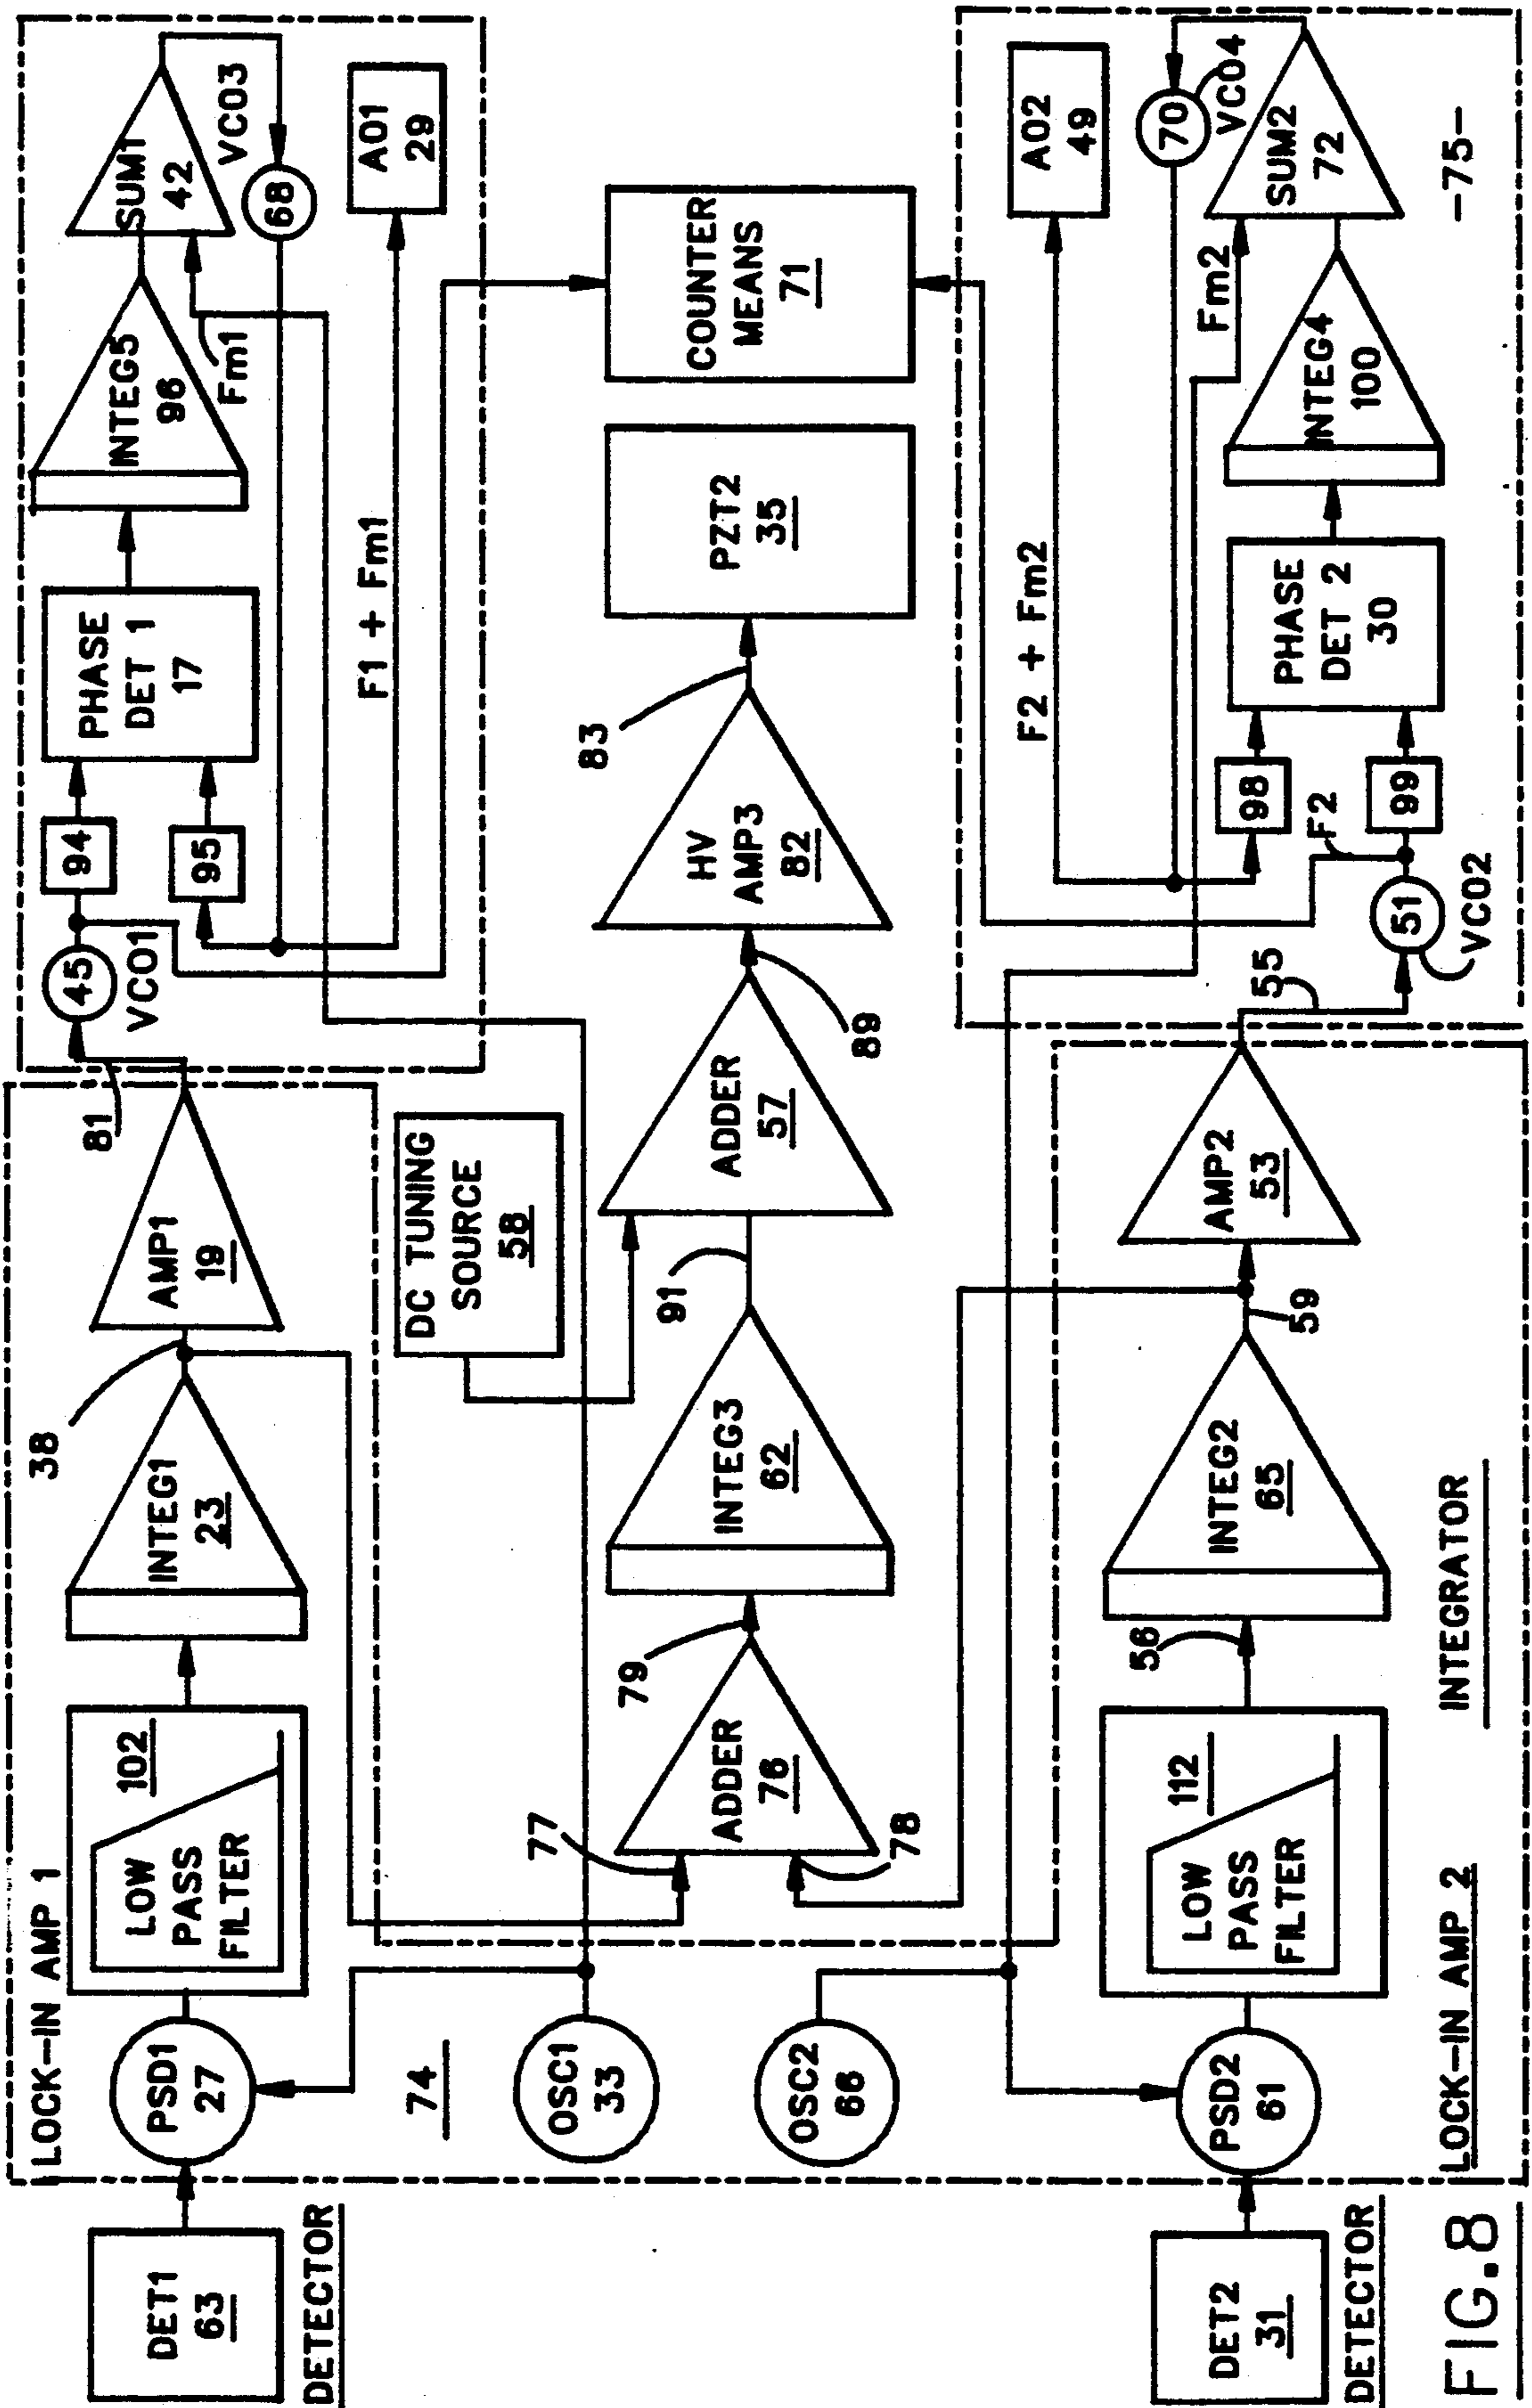 LOCK-IN AMP 1
DET1
63
DETECTOR
PSD1
27
LOW
PASS
FILTER
102
INTEG1
23
38
AMP1
19
81
45
VCO1
94
95
PHASE
DET 1
17
INTEG5
96
SUM1
42
Fm1
VCO3
68
F1 + Fm1
AO1
29
74
OSC1
33
OSC2
66
77
78
ADDER
76
79
INTEG3
62
91
DC TUNING
SOURCE
58
ADDER
57
89
HV
AMP3
82
83
PZT2
35
COUNTER
MEANS
71
DET2
31
DETECTOR
PSD2
61
LOW
PASS
FILTER
112
56
INTEG2
65
59
AMP2
53
55
51
VCO2
F2
98
99
PHASE
DET 2
30
F2 + Fm2
INTEG4
100
Fm2
SUM2
72
70
VCO4
AO2
49
-75-
LOCK-IN AMP 2
INTEGRATOR
FIG.8